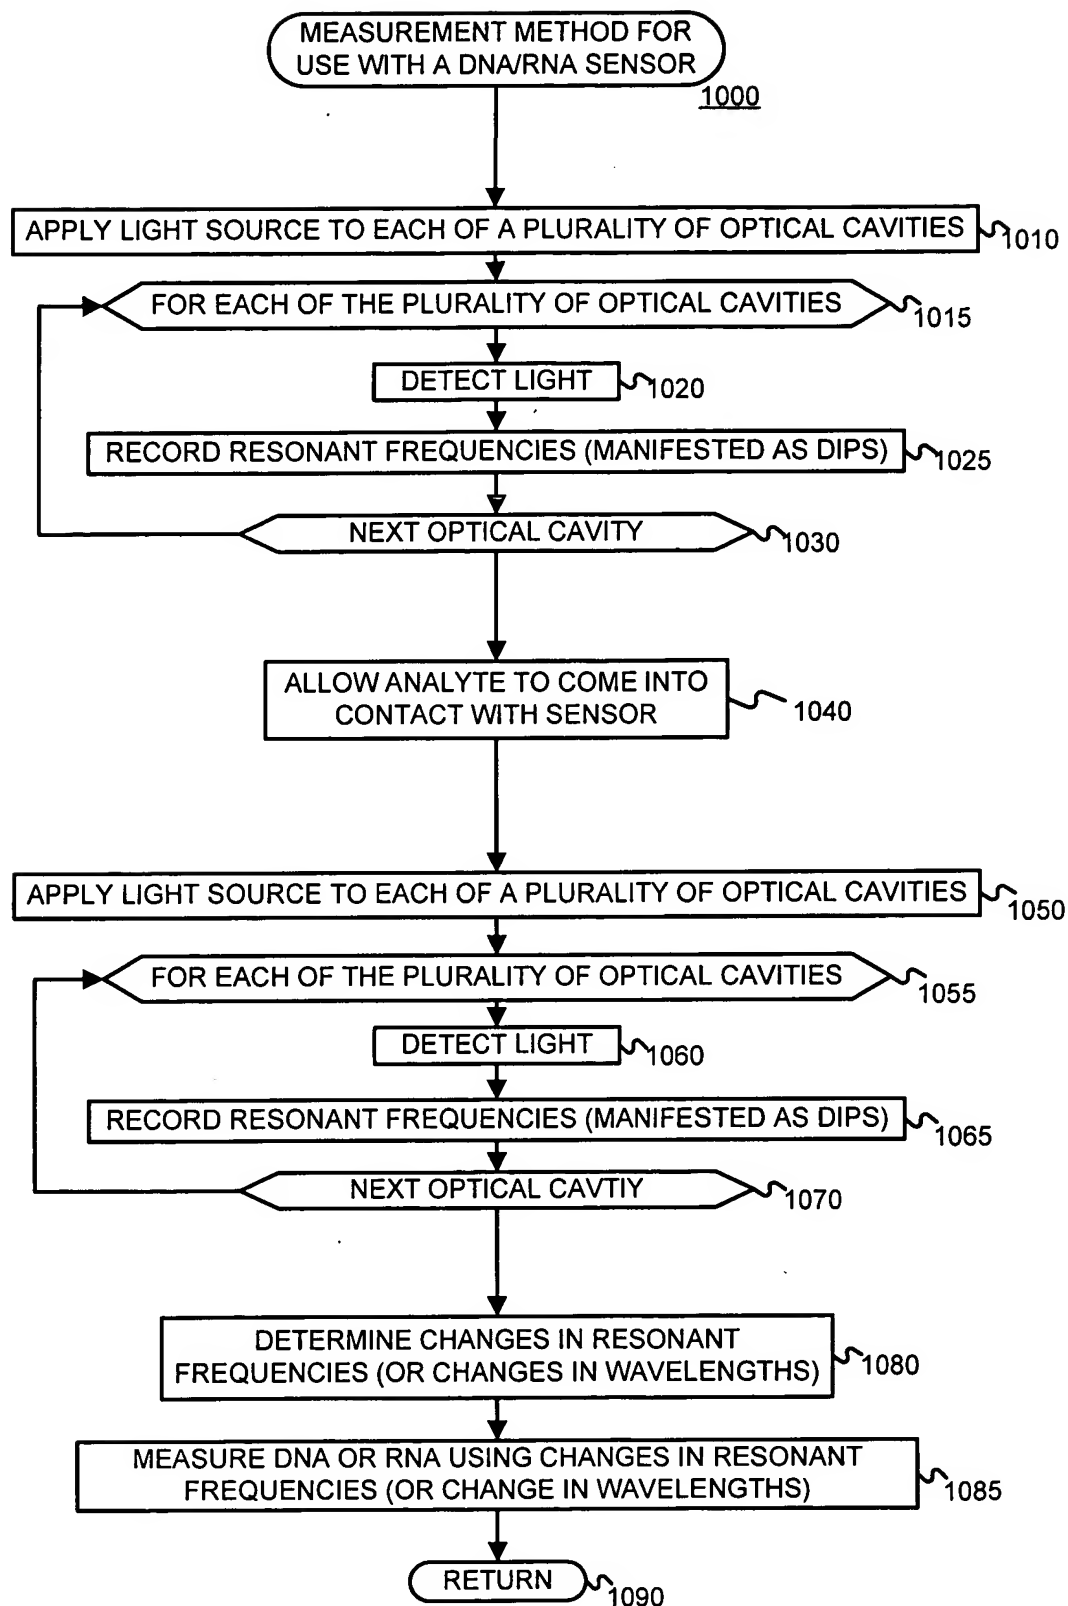 MEASUREMENT METHOD FOR
USE WITH A DNA/RNA SENSOR
1000
APPLY LIGHT SOURCE TO EACH OF A PLURALITY OF OPTICAL CAVITIES
1010
FOR EACH OF THE PLURALITY OF OPTICAL CAVITIES
1015
DETECT LIGHT
1020
RECORD RESONANT FREQUENCIES (MANIFESTED AS DIPS)
1025
NEXT OPTICAL CAVITY
1030
ALLOW ANALYTE TO COME INTO
CONTACT WITH SENSOR
1040
APPLY LIGHT SOURCE TO EACH OF A PLURALITY OF OPTICAL CAVITIES
1050
FOR EACH OF THE PLURALITY OF OPTICAL CAVITIES
1055
DETECT LIGHT
1060
RECORD RESONANT FREQUENCIES (MANIFESTED AS DIPS)
1065
NEXT OPTICAL CAVTIY
1070
DETERMINE CHANGES IN RESONANT
FREQUENCIES (OR CHANGES IN WAVELENGTHS)
1080
MEASURE DNA OR RNA USING CHANGES IN RESONANT
FREQUENCIES (OR CHANGE IN WAVELENGTHS)
1085
RETURN
1090